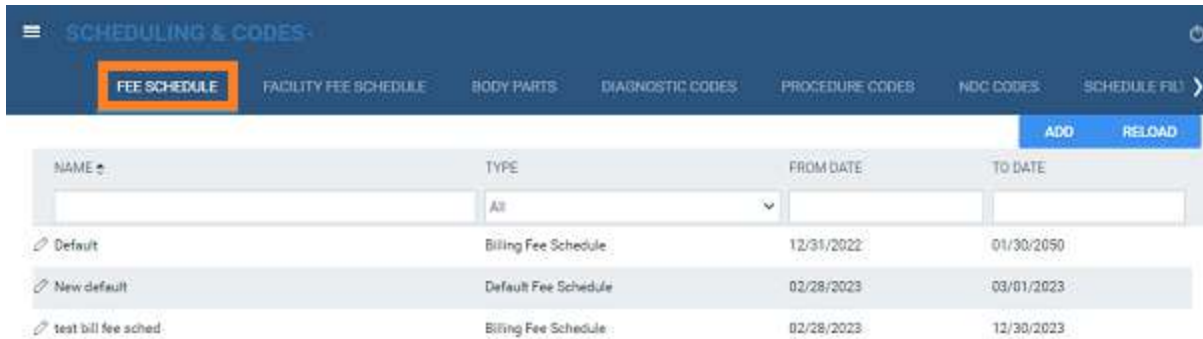 SCHEDULING & CODES
FEE SCHEDULE FACILITY FEE SCHEDULE BODY PARTS DIAGNOSTIC CODES PROCEDURE CODES NDC CODES SCHEDULE FILT
ADD RELOAD
NAME TYPE FROM DATE TO DATE
All
Default Billing Fee Schedule 12/31/2022 01/30/2050
New default Default Fee Schedule 02/28/2023 03/01/2023
test bill fee sched Billing Fee Schedule 02/28/2023 12/30/2023